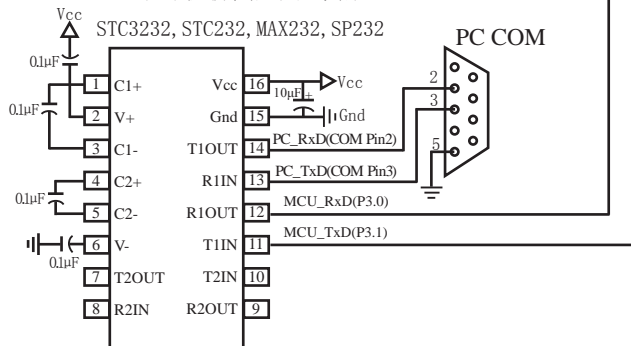 Vcc
STC3232, STC232, MAX232, SP232
PC COM
0.1µF
1 C1+ Vcc 16 Vcc
0.1µF
10µF +
2 V+ Gnd 15 Gnd
3 C1- T1OUT 14 PC_RxD(COM Pin2)
4 C2+ R1IN 13 PC_TxD(COM Pin3)
0.1µF
5 C2- R1OUT 12 MCU_RxD(P3.0)
6 V- T1IN 11 MCU_TxD(P3.1)
0.1µF
7 T2OUT T2IN 10
8 R2IN R2OUT 9
2
3
5